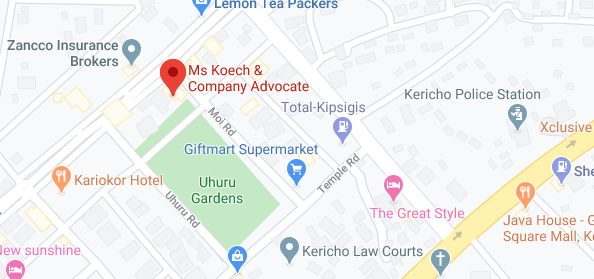 Lemon Tea Packers
Zancco Insurance
Brokers
Ms Koech &
Company Advocate
Kericho Police Station
Total-Kipsigis
Moi Rd
Xclusive
Giftmart Supermarket
Temple Rd
She
Kariokor Hotel
Uhuru
Gardens
Uhuru Rd
The Great Style
Java House - G
Square Mall, Ke
New sunshine
Kericho Law Courts